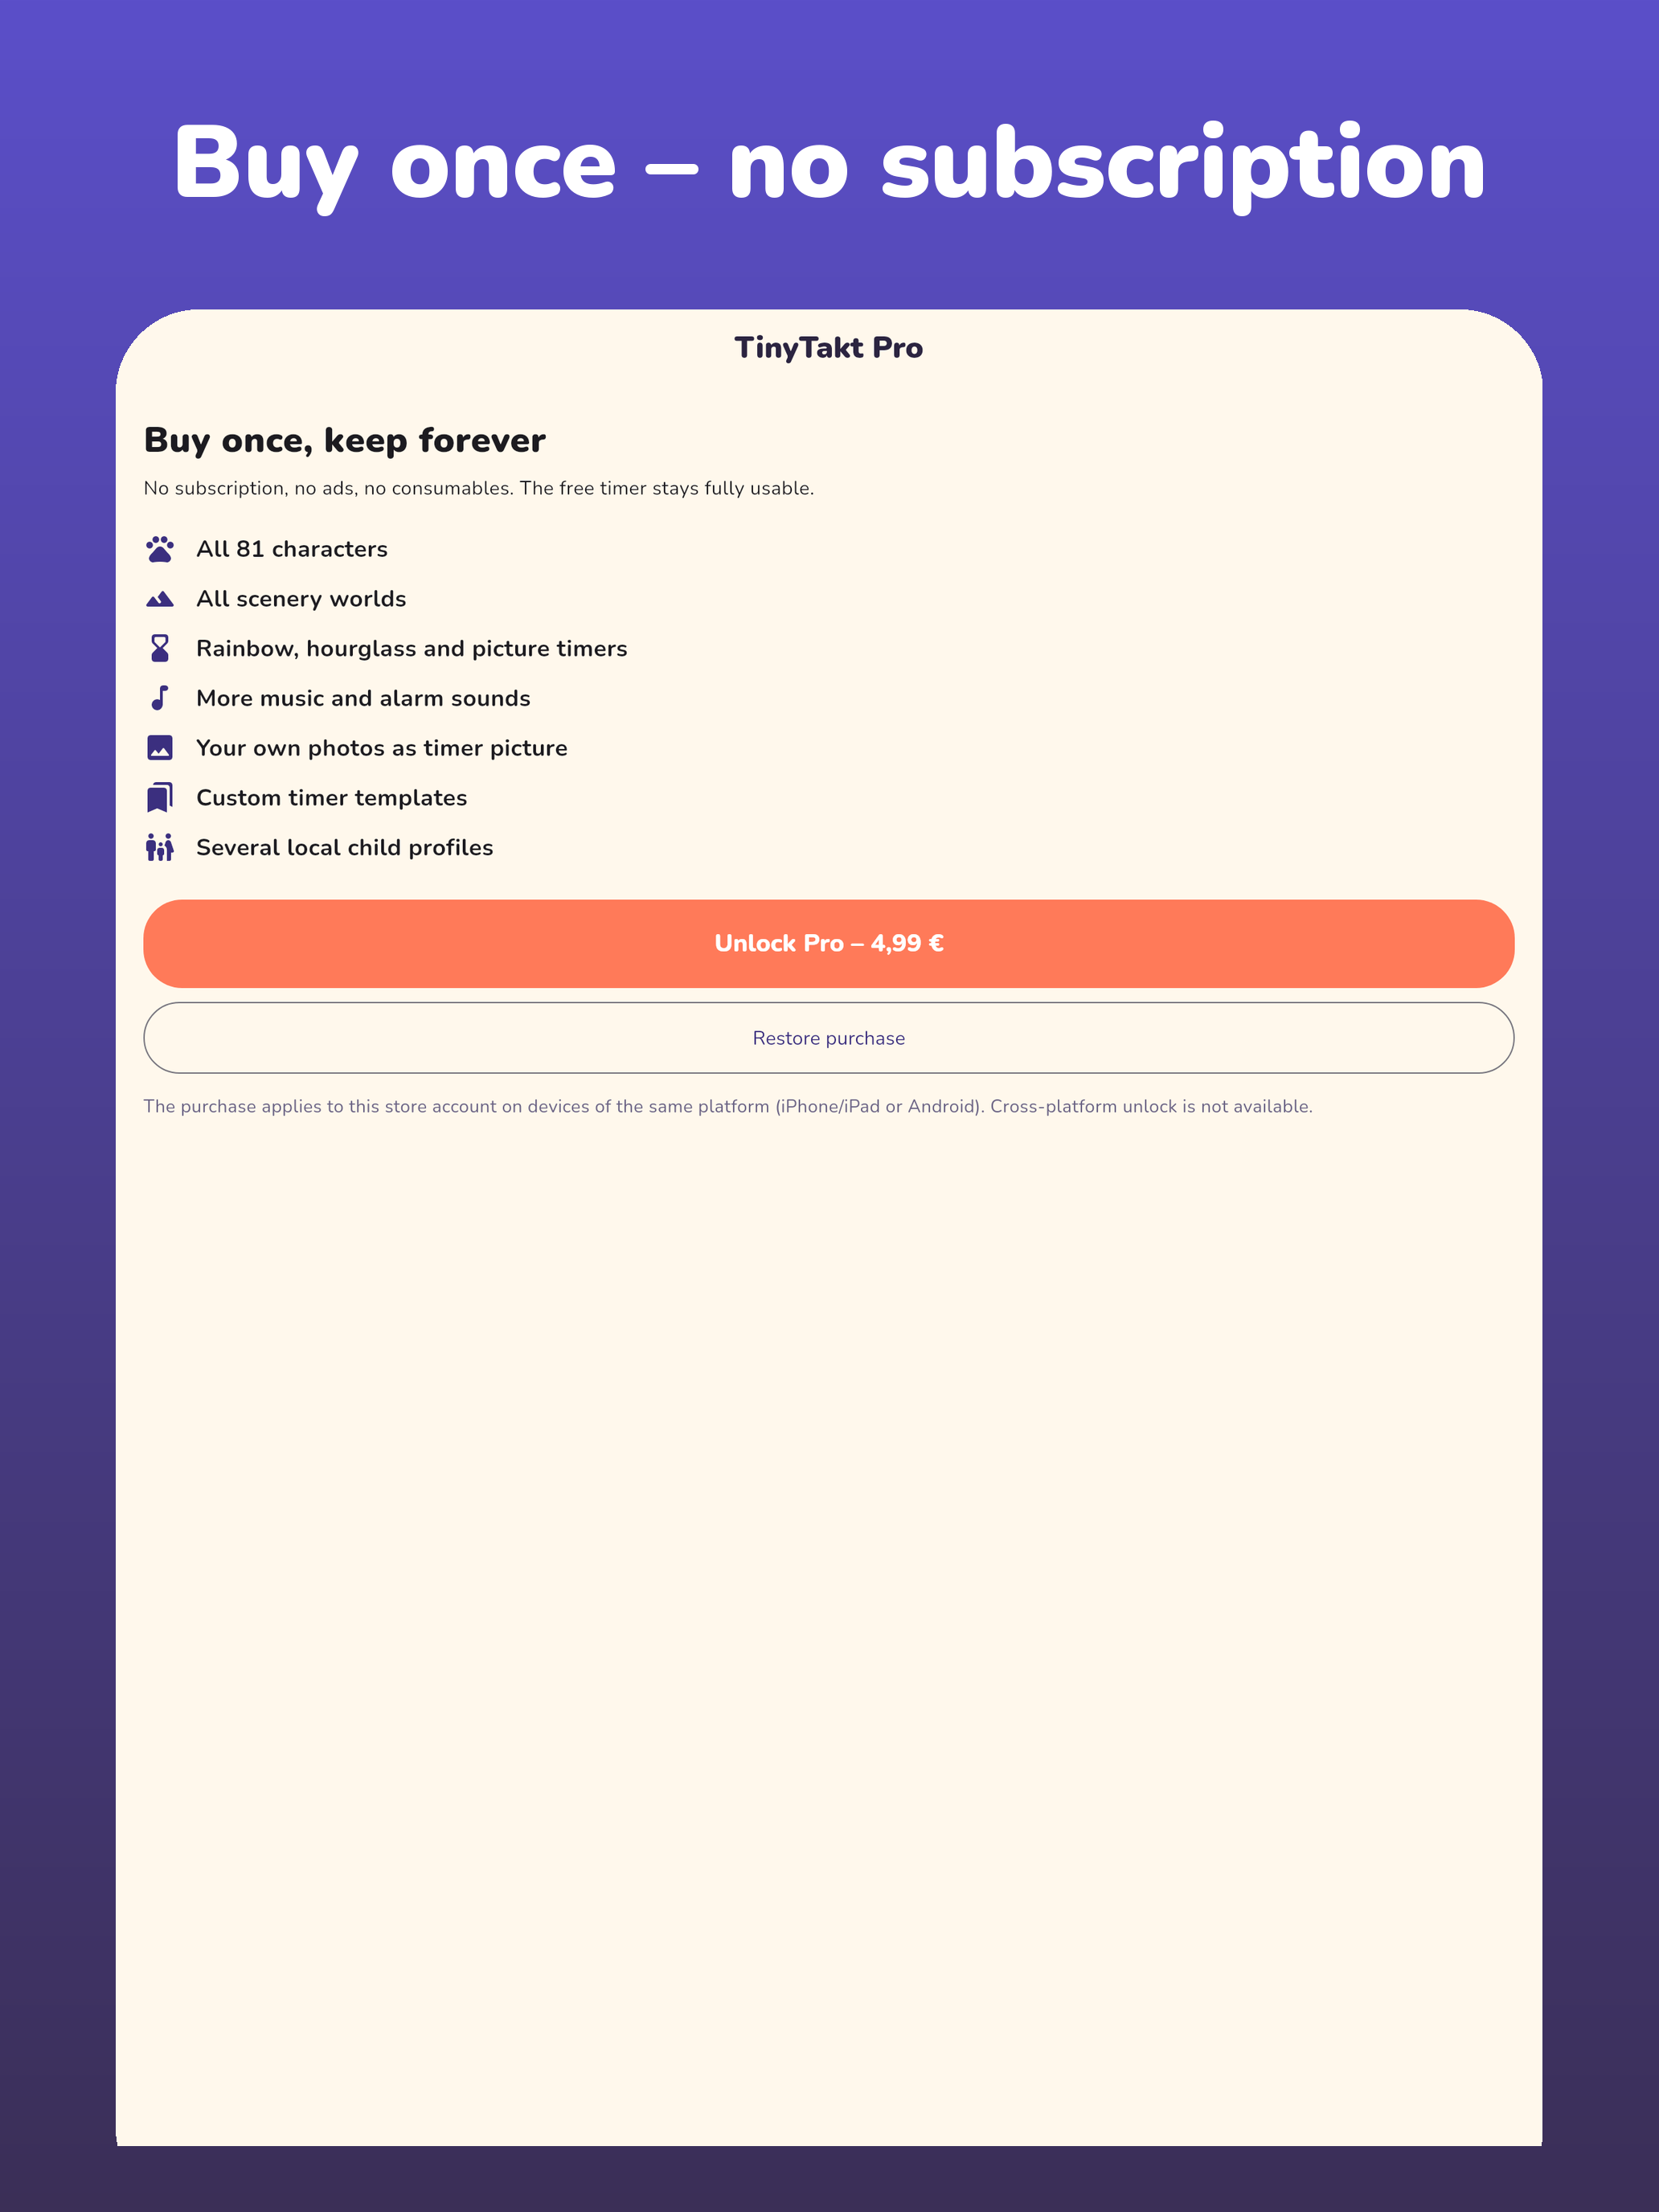 Buy once – no subscription
TinyTakt Pro
Buy once, keep forever
No subscription, no ads, no consumables. The free timer stays fully usable.
All 81 characters
All scenery worlds
Rainbow, hourglass and picture timers
More music and alarm sounds
Your own photos as timer picture
Custom timer templates
Several local child profiles
Unlock Pro – 4,99 €
Restore purchase
The purchase applies to this store account on devices of the same platform (iPhone/iPad or Android). Cross-platform unlock is not available.